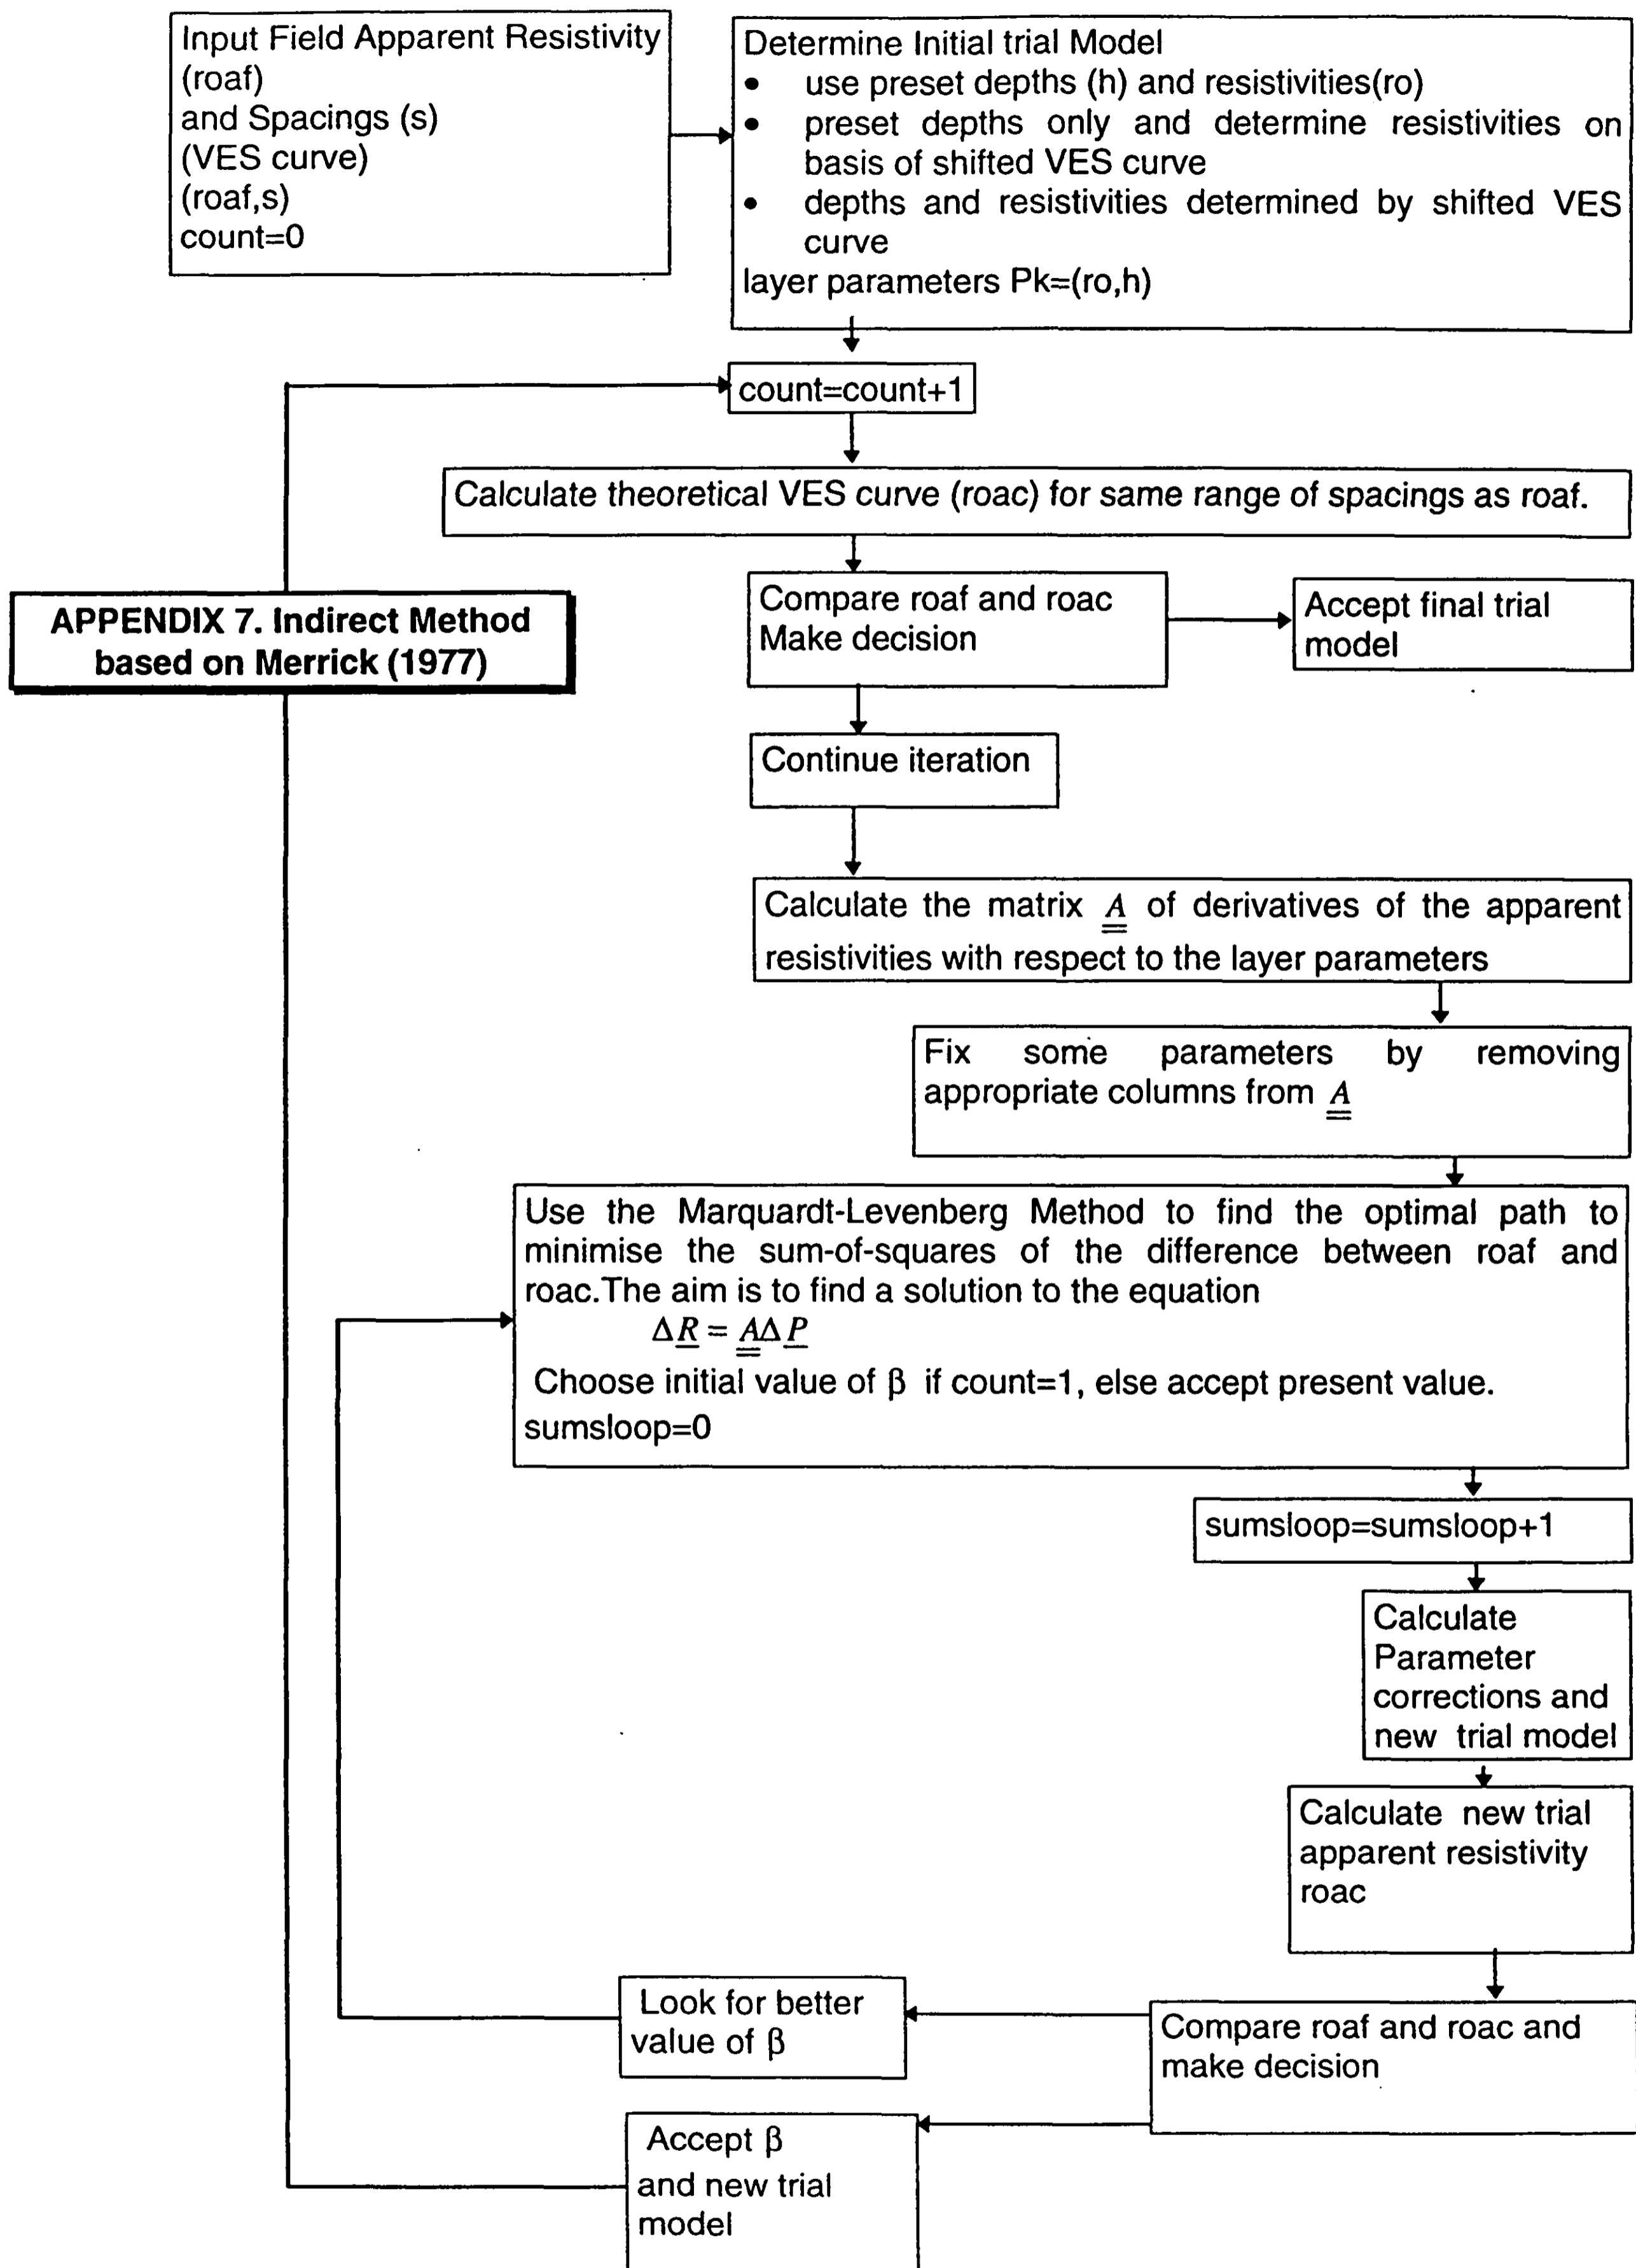 Input Field Apparent Resistivity
(roaf)
and Spacings (s)
(VES curve)
(roaf,s)
count=0
Determine Initial trial Model
• use preset depths (h) and resistivities(ro)
• preset depths only and determine resistivities on
basis of shifted VES curve
• depths and resistivities determined by shifted VES
curve
layer parameters Pk=(ro,h)
count=count+1
Calculate theoretical VES curve (roac) for same range of spacings as roaf.
Compare roaf and roac
Make decision
Accept final trial
model
APPENDIX 7. Indirect Method
based on Merrick (1977)
Continue iteration
Calculate the matrix A of derivatives of the apparent
resistivities with respect to the layer parameters
Fix some parameters by removing
appropriate columns from A
Use the Marquardt-Levenberg Method to find the optimal path to
minimise the sum-of-squares of the difference between roaf and
roac.The aim is to find a solution to the equation
ΔR = AΔP
Choose initial value of β if count=1, else accept present value.
sumsloop=0
sumsloop=sumsloop+1
Calculate
Parameter
corrections and
new trial model
Calculate new trial
apparent resistivity
roac
Compare roaf and roac and
make decision
Look for better
value of β
Accept β
and new trial
model